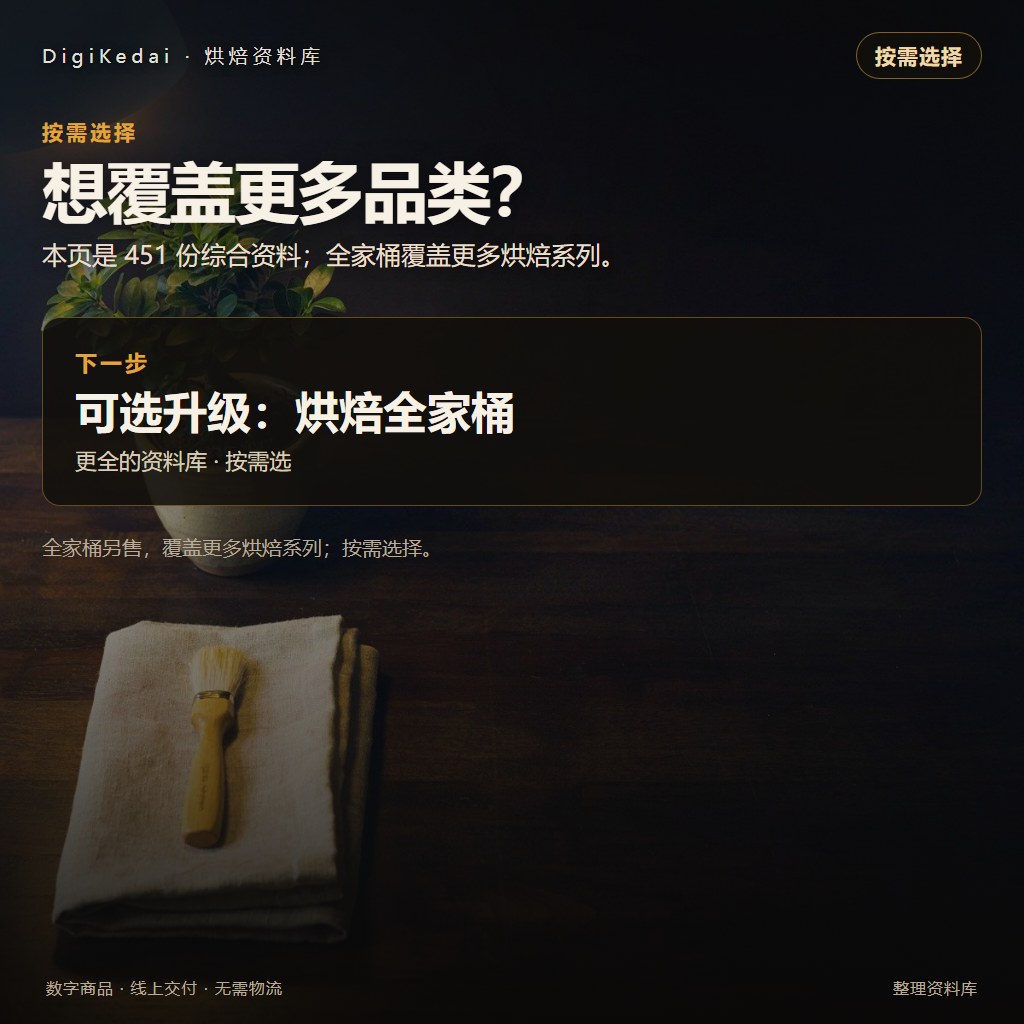 DigiKedai · 烘焙资料库
按需选择
按需选择
想覆盖更多品类？
本页是 451 份综合资料；全家桶覆盖更多烘焙系列。
下一步
可选升级：烘焙全家桶
更全的资料库 · 按需选
全家桶另售，覆盖更多烘焙系列；按需选择。
数字商品 · 线上交付 · 无需物流
整理资料库